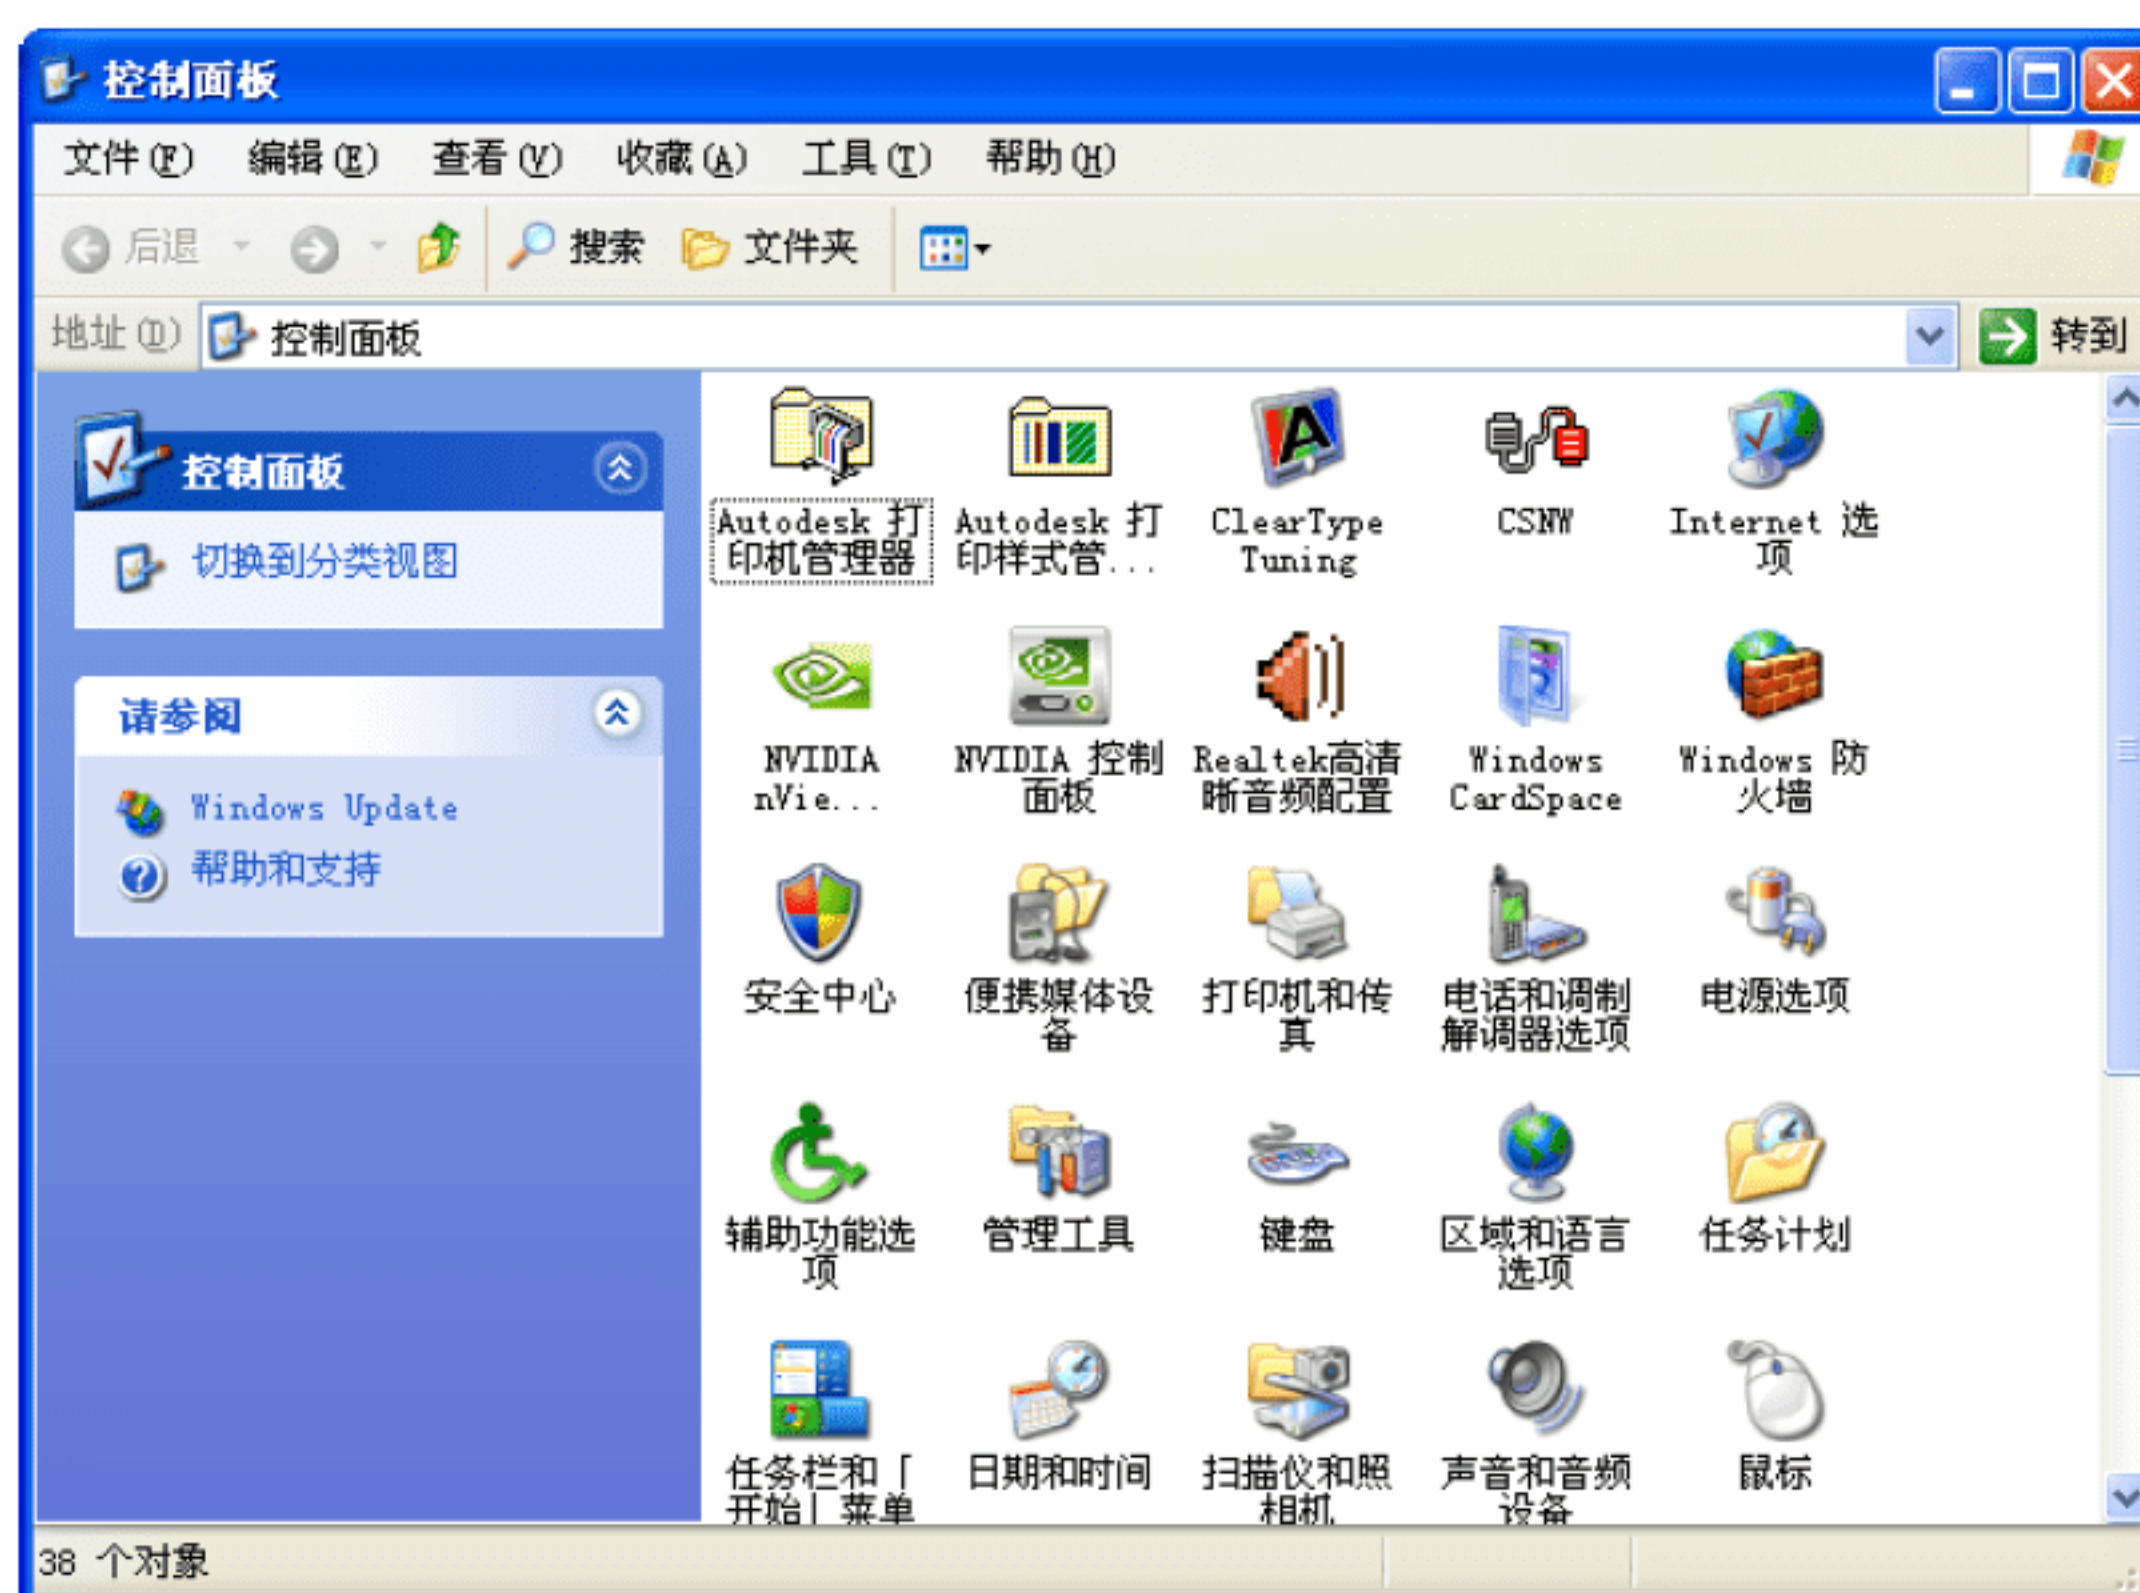 控制面板
文件(F) 编辑(E) 查看(V) 收藏(A) 工具(T) 帮助(H)
后退 搜索 文件夹
地址(D) 控制面板 转到
控制面板
切换到分类视图
请参阅
Windows Update
帮助和支持
Autodesk 打
印机管理器
Autodesk 打
印样式管...
ClearType
Tuning
CSNW
Internet 选
项
NVIDIA
nVie...
NVIDIA 控制
面板
Realtek高清
晰音频配置
Windows
CardSpace
Windows 防
火墙
安全中心
便携媒体设
备
打印机和传
真
电话和调制
解调器选项
电源选项
辅助功能选
项
管理工具
键盘
区域和语言
选项
任务计划
任务栏和「
开始」菜单
日期和时间
扫描仪和照
相机
声音和音频
设备
鼠标
38 个对象